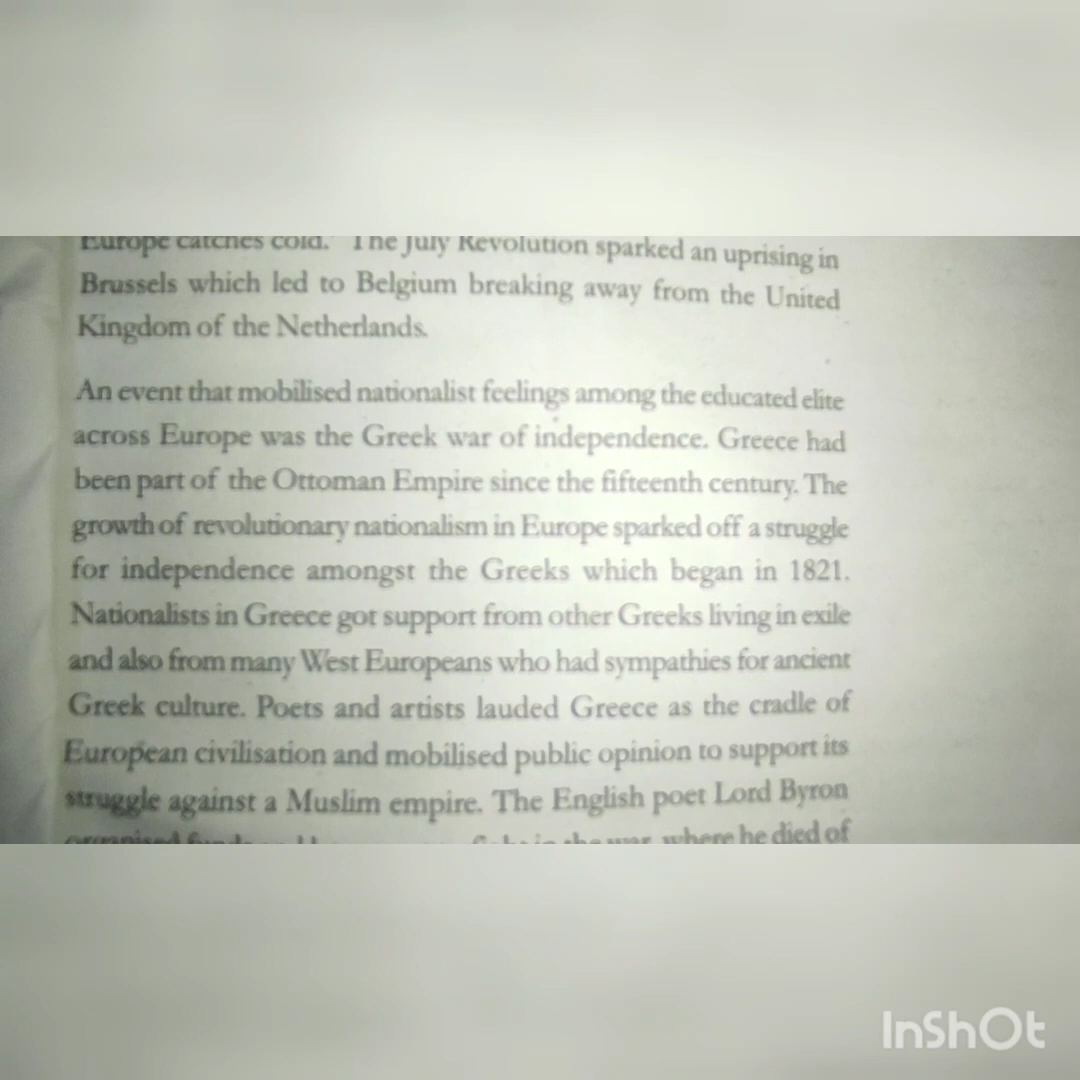 Europe catches cold." The July Revolution sparked an uprising in
Brussels which led to Belgium breaking away from the United
Kingdom of the Netherlands.
An event that mobilised nationalist feelings among the educated elite
across Europe was the Greek war of independence. Greece had
been part of the Ottoman Empire since the fifteenth century. The
growth of revolutionary nationalism in Europe sparked off a struggle
for independence amongst the Greeks which began in 1821.
Nationalists in Greece got support from other Greeks living in exile
and also from many West Europeans who had sympathies for ancient
Greek culture. Poets and artists lauded Greece as the cradle of
European civilisation and mobilised public opinion to support its
struggle against a Muslim empire. The English poet Lord Byron
organised funds in the war, where he died of
InShOt